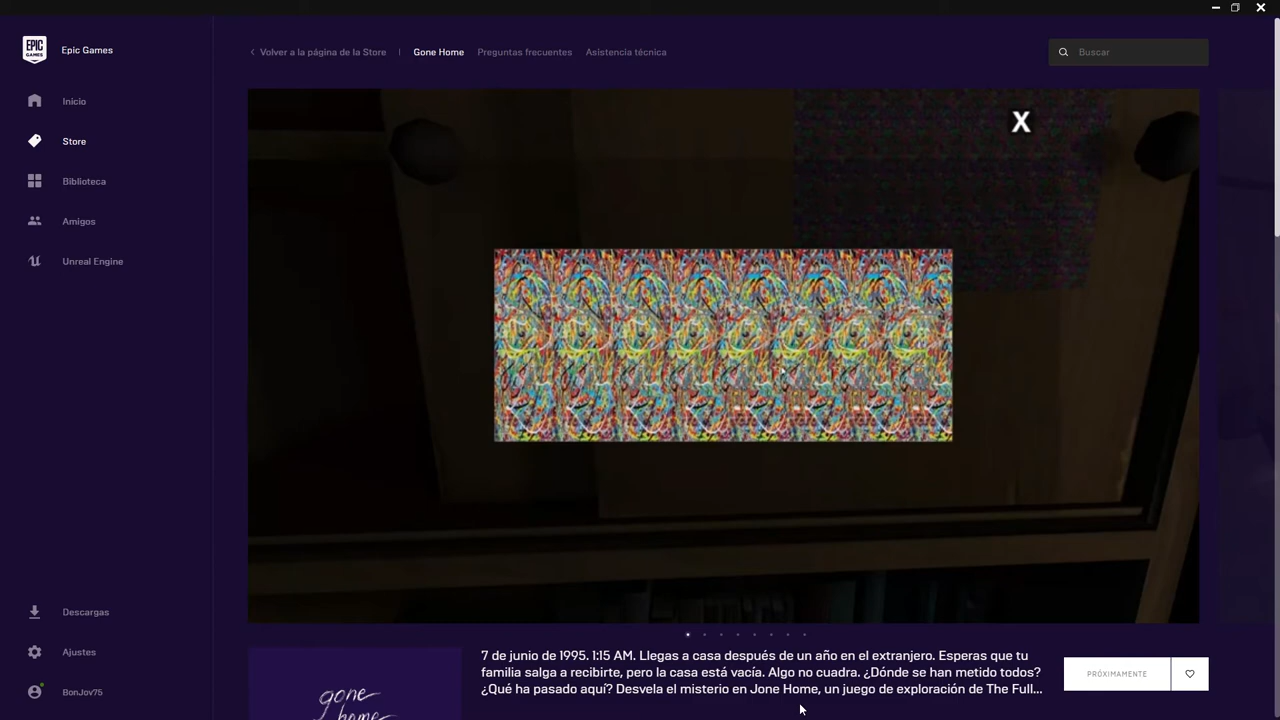 EPIC GAMES
Epic Games
Volver a la página de la Store
Gone Home
Preguntas frecuentes
Asistencia técnica
Buscar
Inicio
Store
Biblioteca
Amigos
Unreal Engine
X
Descargas
Ajustes
BonJov75
gone
home
7 de junio de 1995. 1:15 AM. Llegas a casa después de un año en el extranjero. Esperas que tu
familia salga a recibirte, pero la casa está vacía. Algo no cuadra. ¿Dónde se han metido todos?
¿Qué ha pasado aquí? Desvela el misterio en Jone Home, un juego de exploración de The Full...
PRÓXIMAMENTE